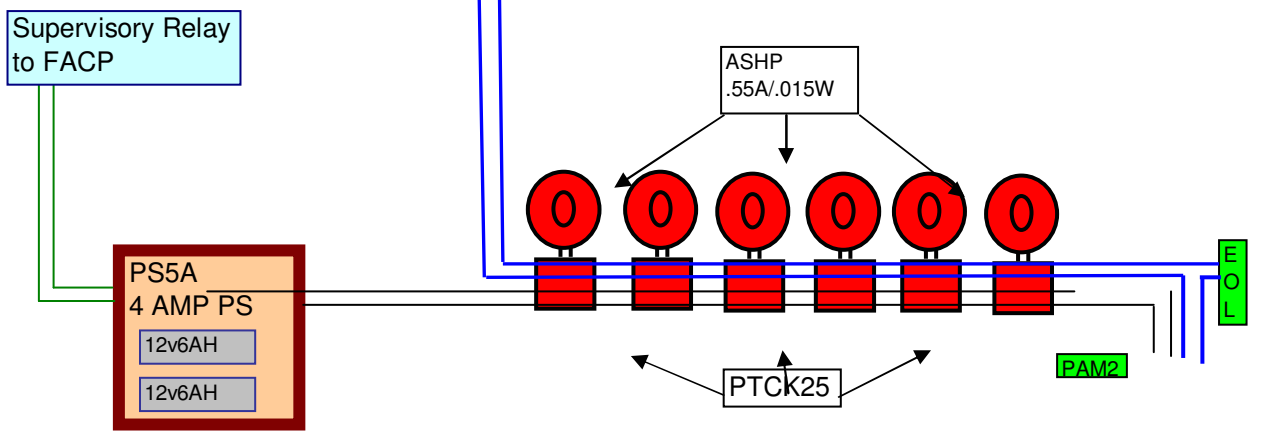 Supervisory Relay
to FACP
ASHP
.55A/.015W
PS5A
4 AMP PS
12v6AH
12v6AH
E
O
L
PAM2
PTCK25